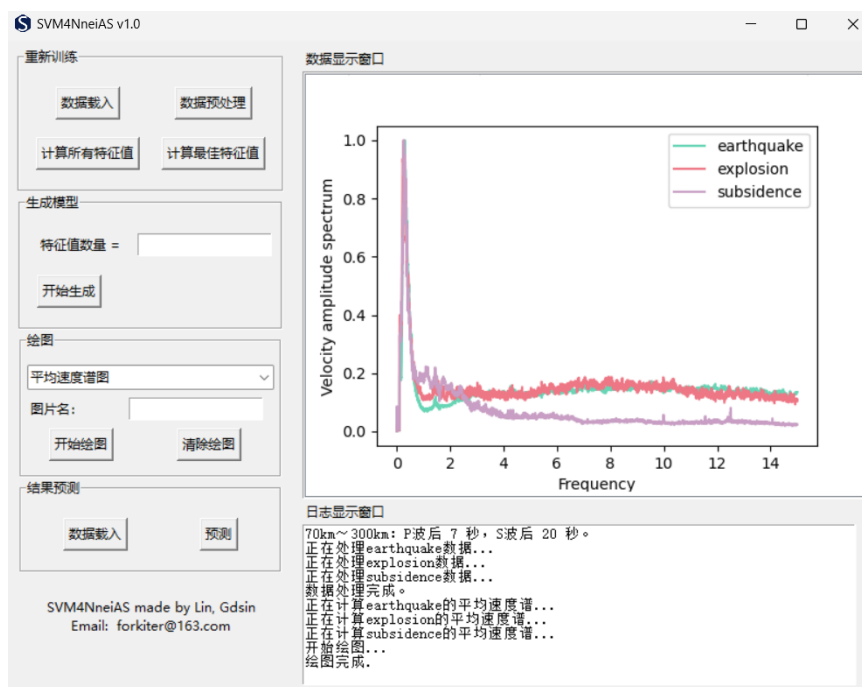 SVM4NneiAS v1.0
重新训练
数据载入
数据预处理
计算所有特征值
计算最佳特征值
生成模型
特征值数量 =
开始生成
绘图
平均速度谱图
图片名:
开始绘图
清除绘图
结果预测
数据载入
预测
SVM4NneiAS made by Lin, Gdsin
Email: forkiter@163.com
数据显示窗口
earthquake
explosion
subsidence
Velocity amplitude spectrum
1.0
0.8
0.6
0.4
0.2
0.0
0 2 4 6 8 10 12 14
Frequency
日志显示窗口
70km～300km: P波后 7 秒，S波后 20 秒。
正在处理earthquake数据...
正在处理explosion数据...
正在处理subsidence数据...
数据处理完成。
正在计算earthquake的平均速度谱...
正在计算explosion的平均速度谱...
正在计算subsidence的平均速度谱...
开始绘图...
绘图完成.